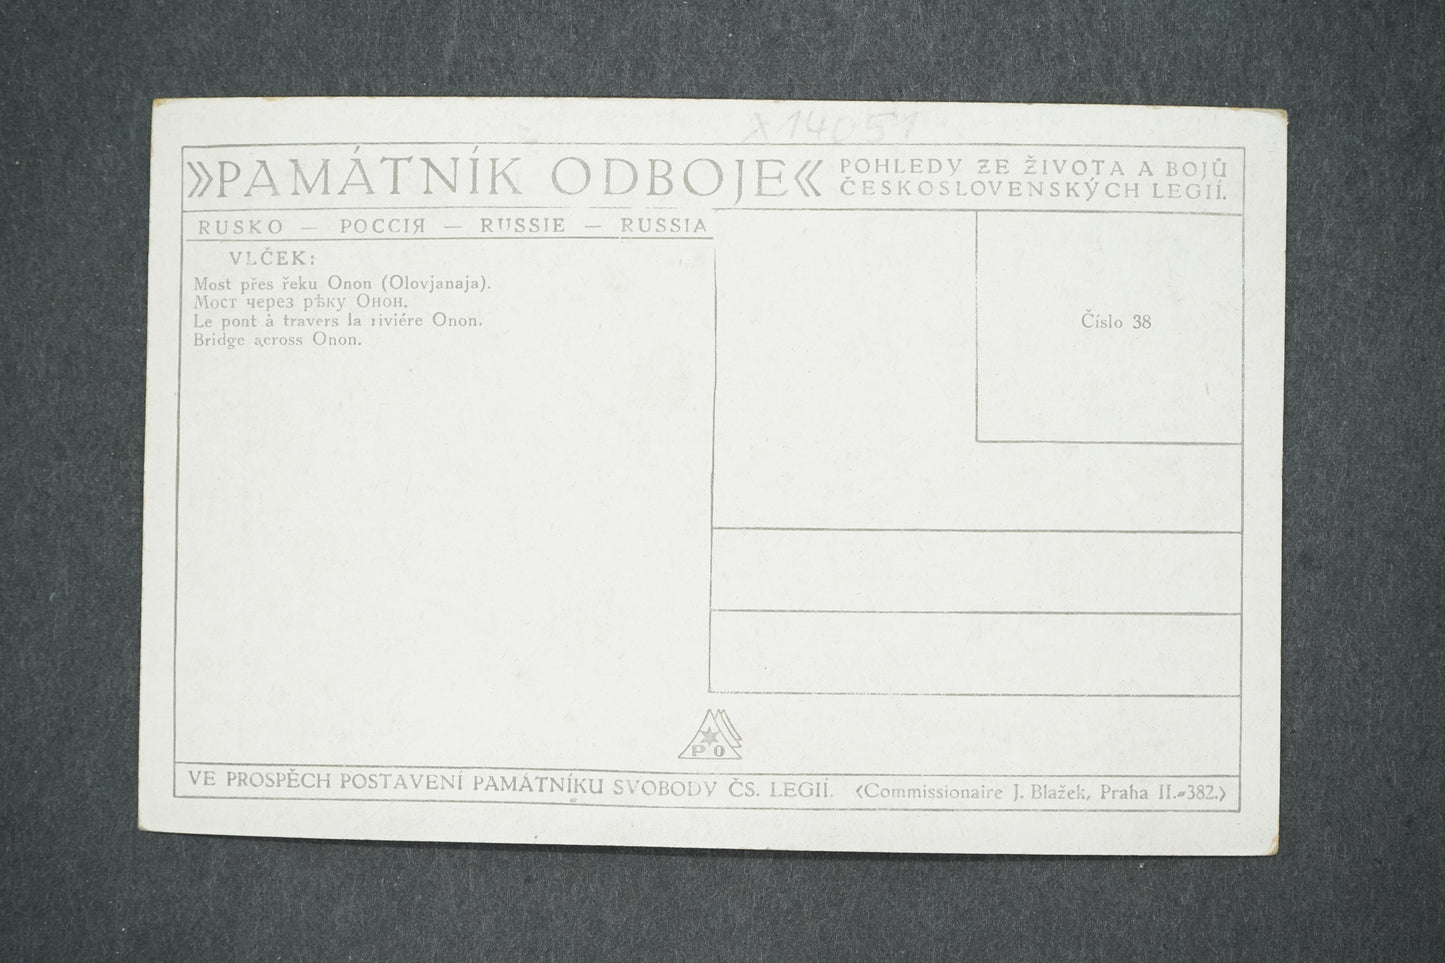 X14051
»PAMÁTNÍK ODBOJE«
POHLEDY ZE ŽIVOTA A BOJŮ
ČESKOSLOVENSKÝCH LEGIÍ.
RUSKO — РОССІЯ — RUSSIE — RUSSIA
VLČEK:
Most přes řeku Onon (Olovjanaja).
Мост через рѣку Онон.
Le pont à travers la riviére Onon.
Bridge across Onon.
Číslo 38
P O
VE PROSPĚCH POSTAVENÍ PAMÁTNÍKU SVOBODY ČS. LEGIÍ. (Commissionaire J. Blažek, Praha II.-382.)